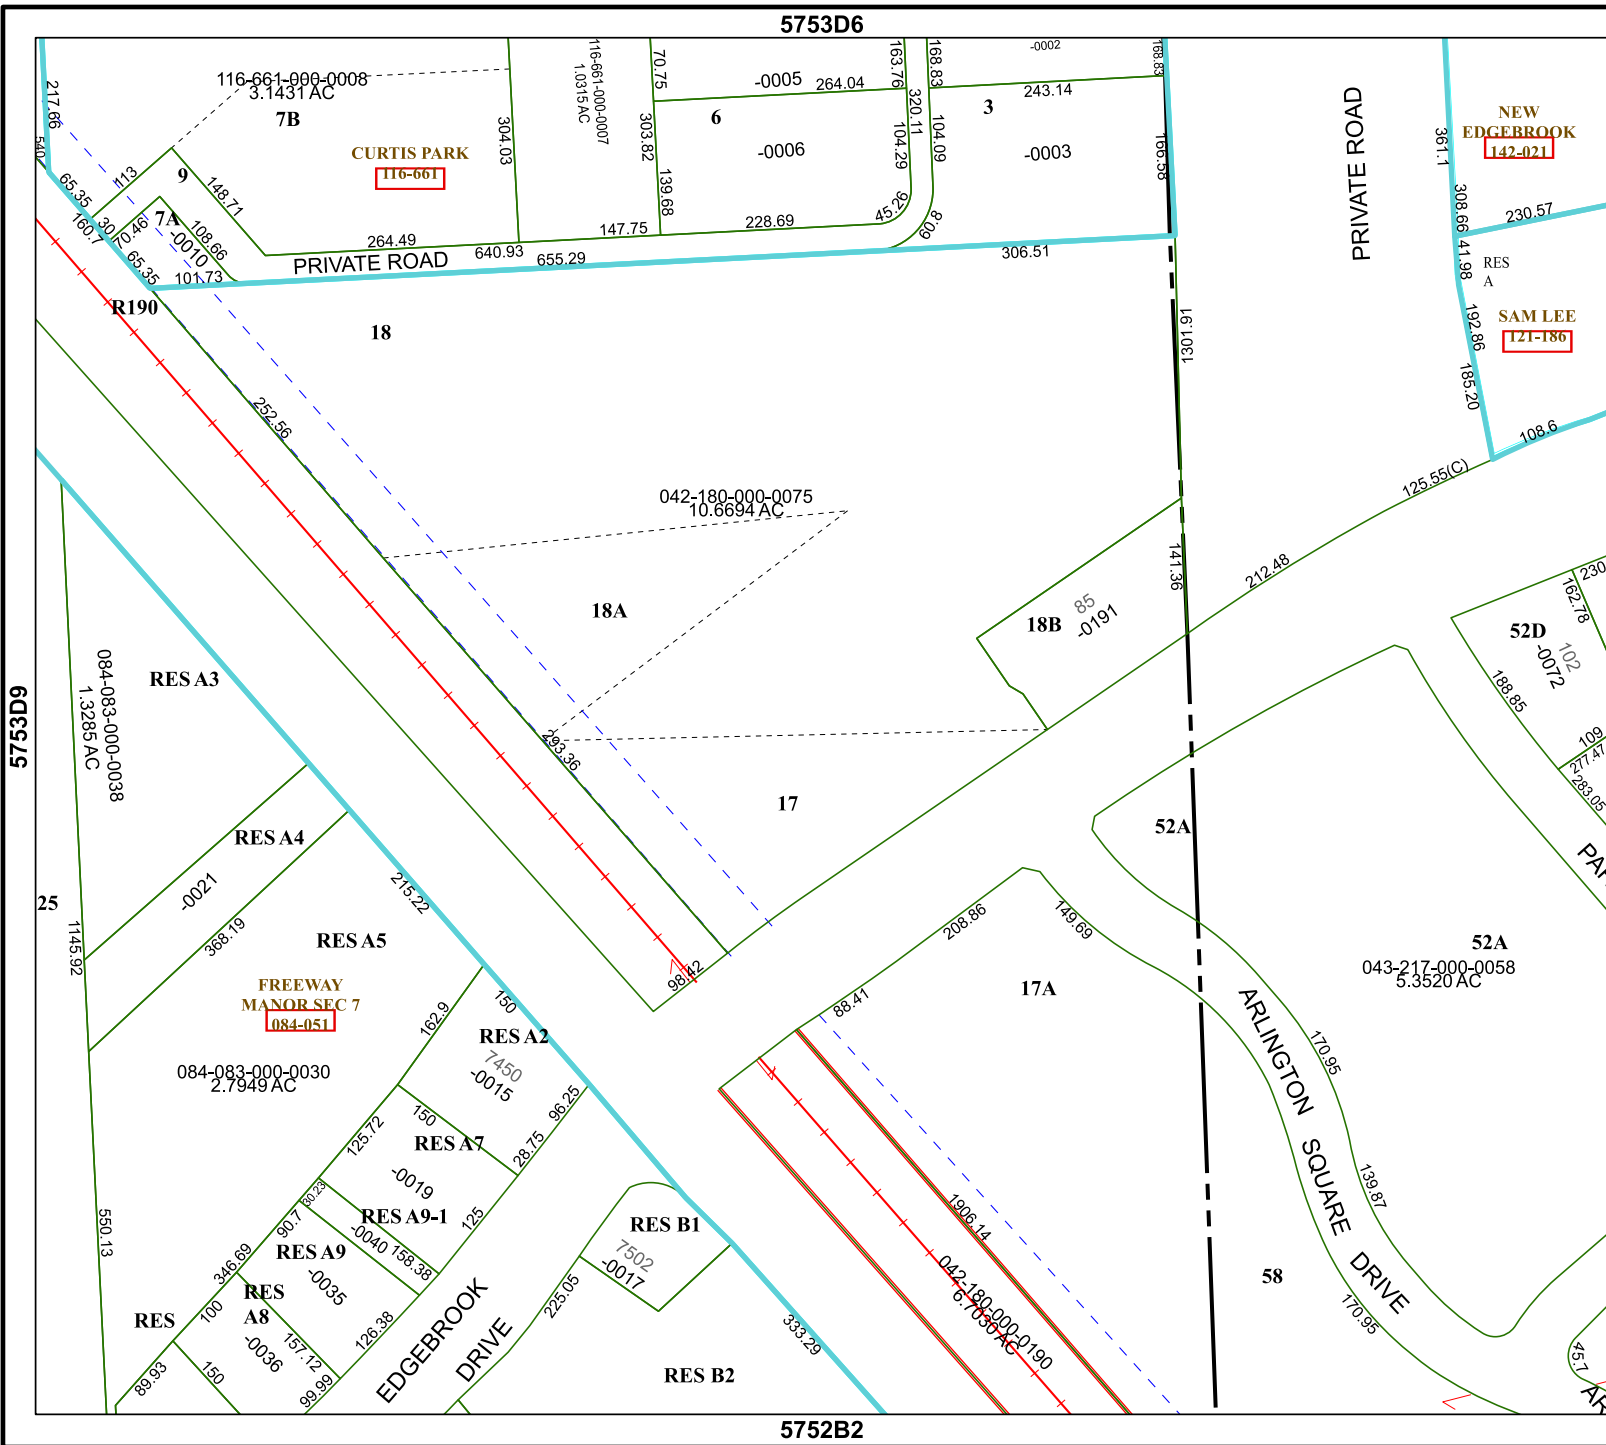 5753D6
217.66
540
116-661-000-0008
3.1431 AC
7B
CURTIS PARK
116-661
304.03
116-661-000-0007
1.0315 AC
70.75
303.82
139.68
-0005
264.04
6
-0006
163.76
320.11
104.29
168.83
104.09
3
-0002
243.14
-0003
168.83
166.58
PRIVATE ROAD
361.1
NEW
EDGEBROOK
142-021
308.66
230.57
41.98
RES
A
192.86
SAM LEE
121-186
185.20
108.6
113
9
148.71
65.35
30
160.7
70.46
7A
108.66
-0010
65.35
101.73
264.49
147.75
228.69
45.26
60.8
PRIVATE ROAD
640.93
655.29
306.51
R190
18
1301.91
252.56
125.55(C)
042-180-000-0075
10.6694 AC
141.36
212.48
18A
18B
85
-0191
230
162.78
52D
102
-0072
188.85
109
277.47
283.05
5753D9
084-083-000-0038
1.3285 AC
RES A3
293.36
17
52A
RES A4
-0021
25
215.22
1145.92
368.19
RES A5
208.86
149.69
52A
043-217-000-0058
5.3520 AC
98.42
FREEWAY
MANOR SEC 7
084-051
150
162.9
88.41
17A
ARLINGTON SQUARE DRIVE
170.95
RES A2
7450
-0015
084-083-000-0030
2.7949 AC
96.25
150
125.72
RES A7
28.75
-0019
139.87
30.23
RES A9-1
125
1906.14
550.13
90.7
-0040
158.38
RES B1
7502
-0017
346.69
RES A9
-0035
225.05
042-180-000-0190
6.7030 AC
58
RES
A8
-0036
100
RES
157.12
126.38
EDGEBROOK
DRIVE
333.29
170.95
89.93
150
99.99
RES B2
45.7
5752B2